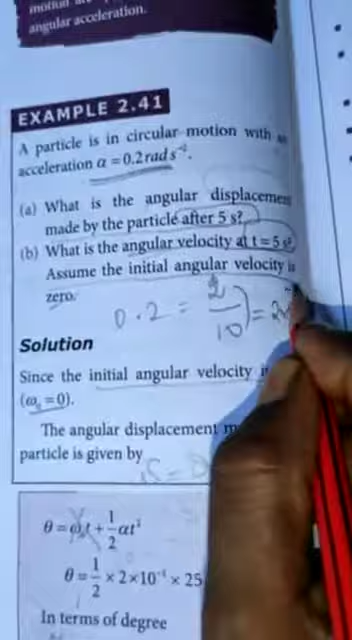 motion
angular acceleration.
EXAMPLE 2.41
A particle is in circular motion with
acceleration α = 0.2 rad s⁻².
(a) What is the angular displacement
made by the particle after 5 s?
(b) What is the angular velocity at t = 5 s?
Assume the initial angular velocity is
zero.
0.2 = 2/10 = 2×
Solution
Since the initial angular velocity
(ω₀ = 0).
The angular displacement
particle is given by
θ = ω₀t + 1/2 αt²
θ = 1/2 × 2×10⁻¹ × 25
In terms of degree